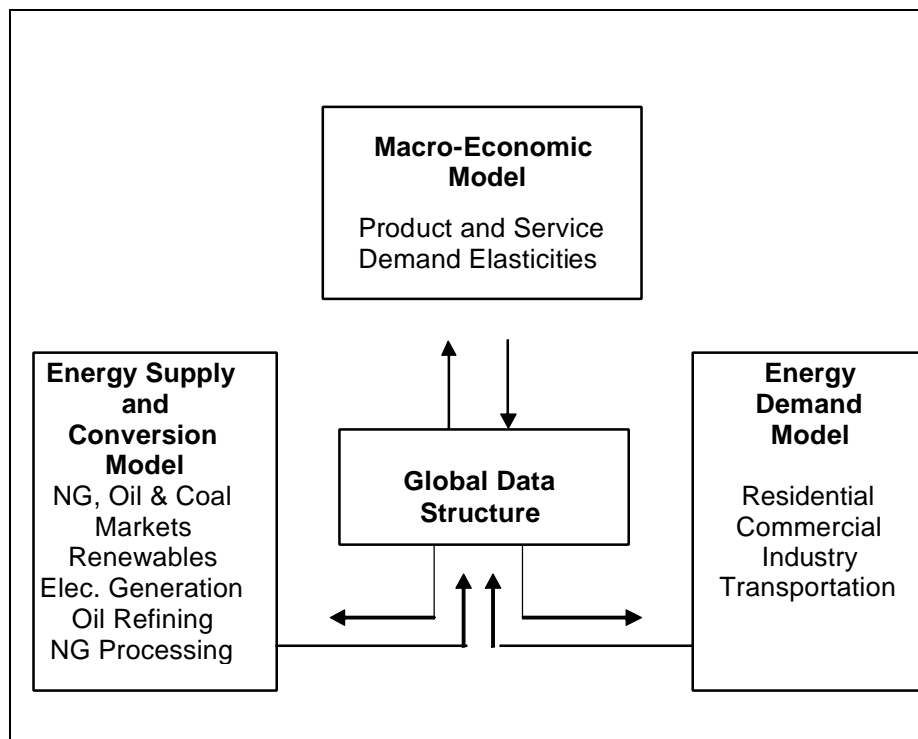 Macro-Economic
Model
Product and Service
Demand Elasticities
Energy Supply
and
Conversion
Model
NG, Oil & Coal
Markets
Renewables
Elec. Generation
Oil Refining
NG Processing
Global Data
Structure
Energy
Demand
Model
Residential
Commercial
Industry
Transportation